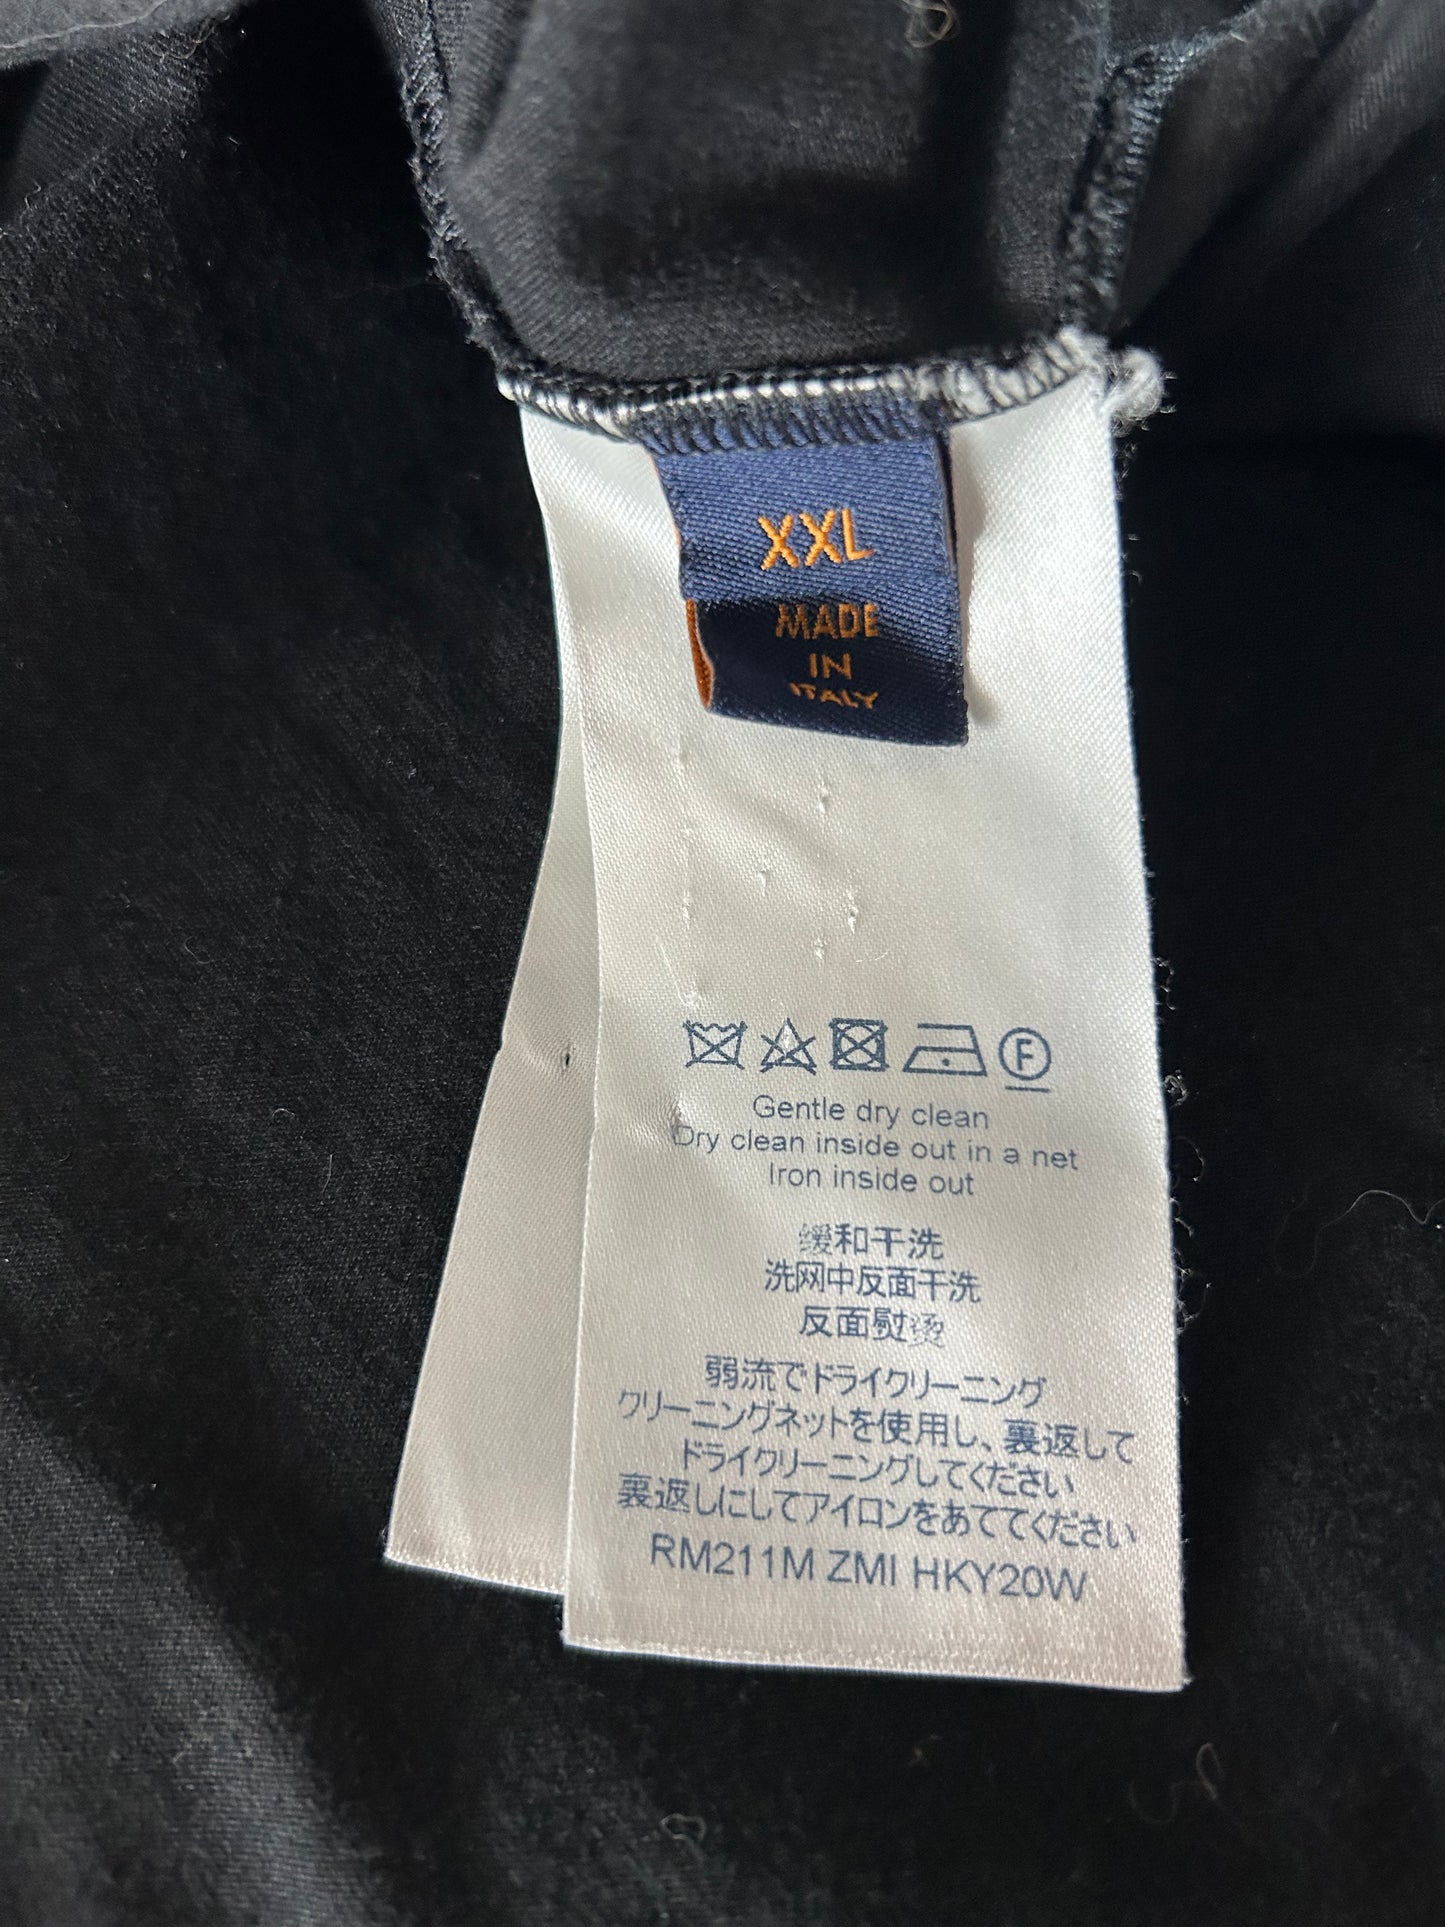 XXL
MADE
IN
ITALY
F
Gentle dry clean
Dry clean inside out in a net
Iron inside out
缓和干洗
洗网中反面干洗
反面熨烫
弱流でドライクリーニング
クリーニングネットを使用し、裏返して
ドライクリーニングしてください
裏返しにしてアイロンをあててください
RM211M ZMI HKY20W